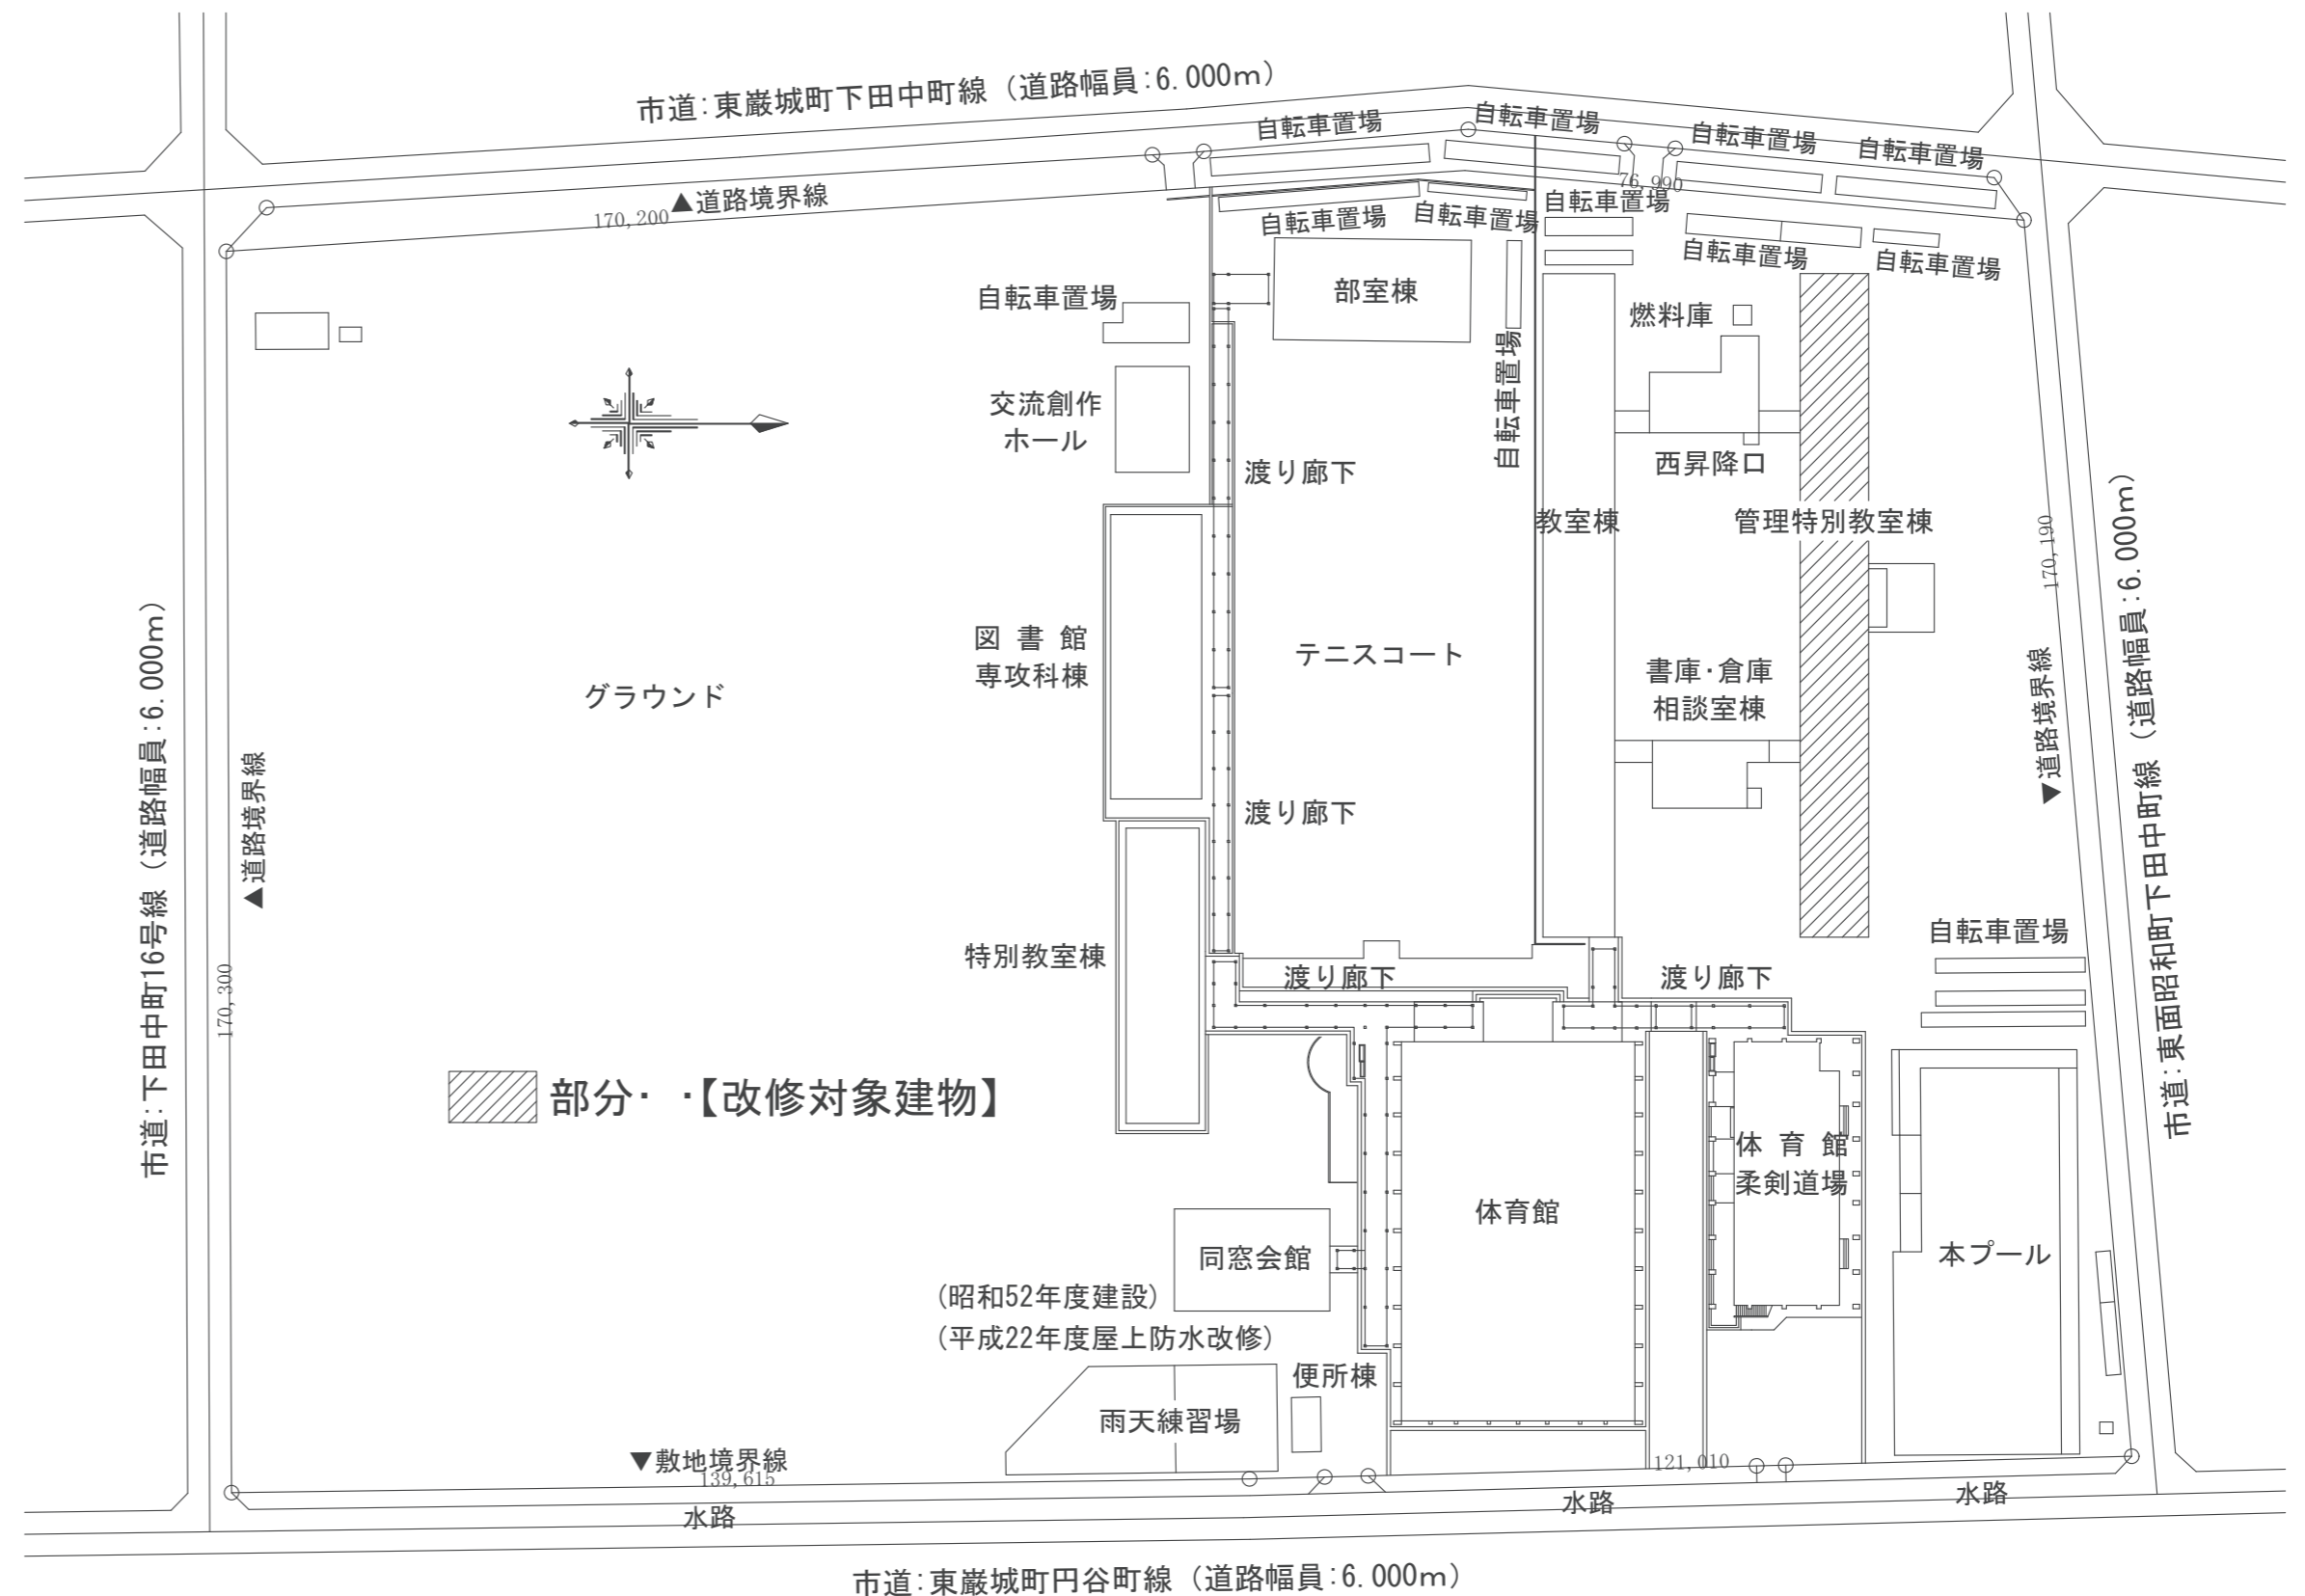 市道:東巌城町下田中町線（道路幅員:6.000m）
自転車置場
自転車置場
自転車置場
自転車置場
▲道路境界線
170,200
76,990
自転車置場
自転車置場
自転車置場
自転車置場
自転車置場
自転車置場
部室棟
燃料庫
自転車置場
交流創作
ホール
渡り廊下
西昇降口
教室棟
管理特別教室棟
170,190
市道:東面昭和町下田中町線（道路幅員:6.000m）
図 書 館
専攻科棟
テニスコート
書庫・倉庫
相談室棟
グラウンド
▼道路境界線
市道:下田中町16号線（道路幅員:6.000m）
▲道路境界線
170,300
渡り廊下
特別教室棟
渡り廊下
渡り廊下
自転車置場
部分・・【改修対象建物】
体 育 館
柔剣道場
体育館
本プール
同窓会館
（昭和52年度建設）
（平成22年度屋上防水改修）
便所棟
雨天練習場
▼敷地境界線
139,615
121,010
水路
水路
水路
市道:東巌城町円谷町線（道路幅員:6.000m）